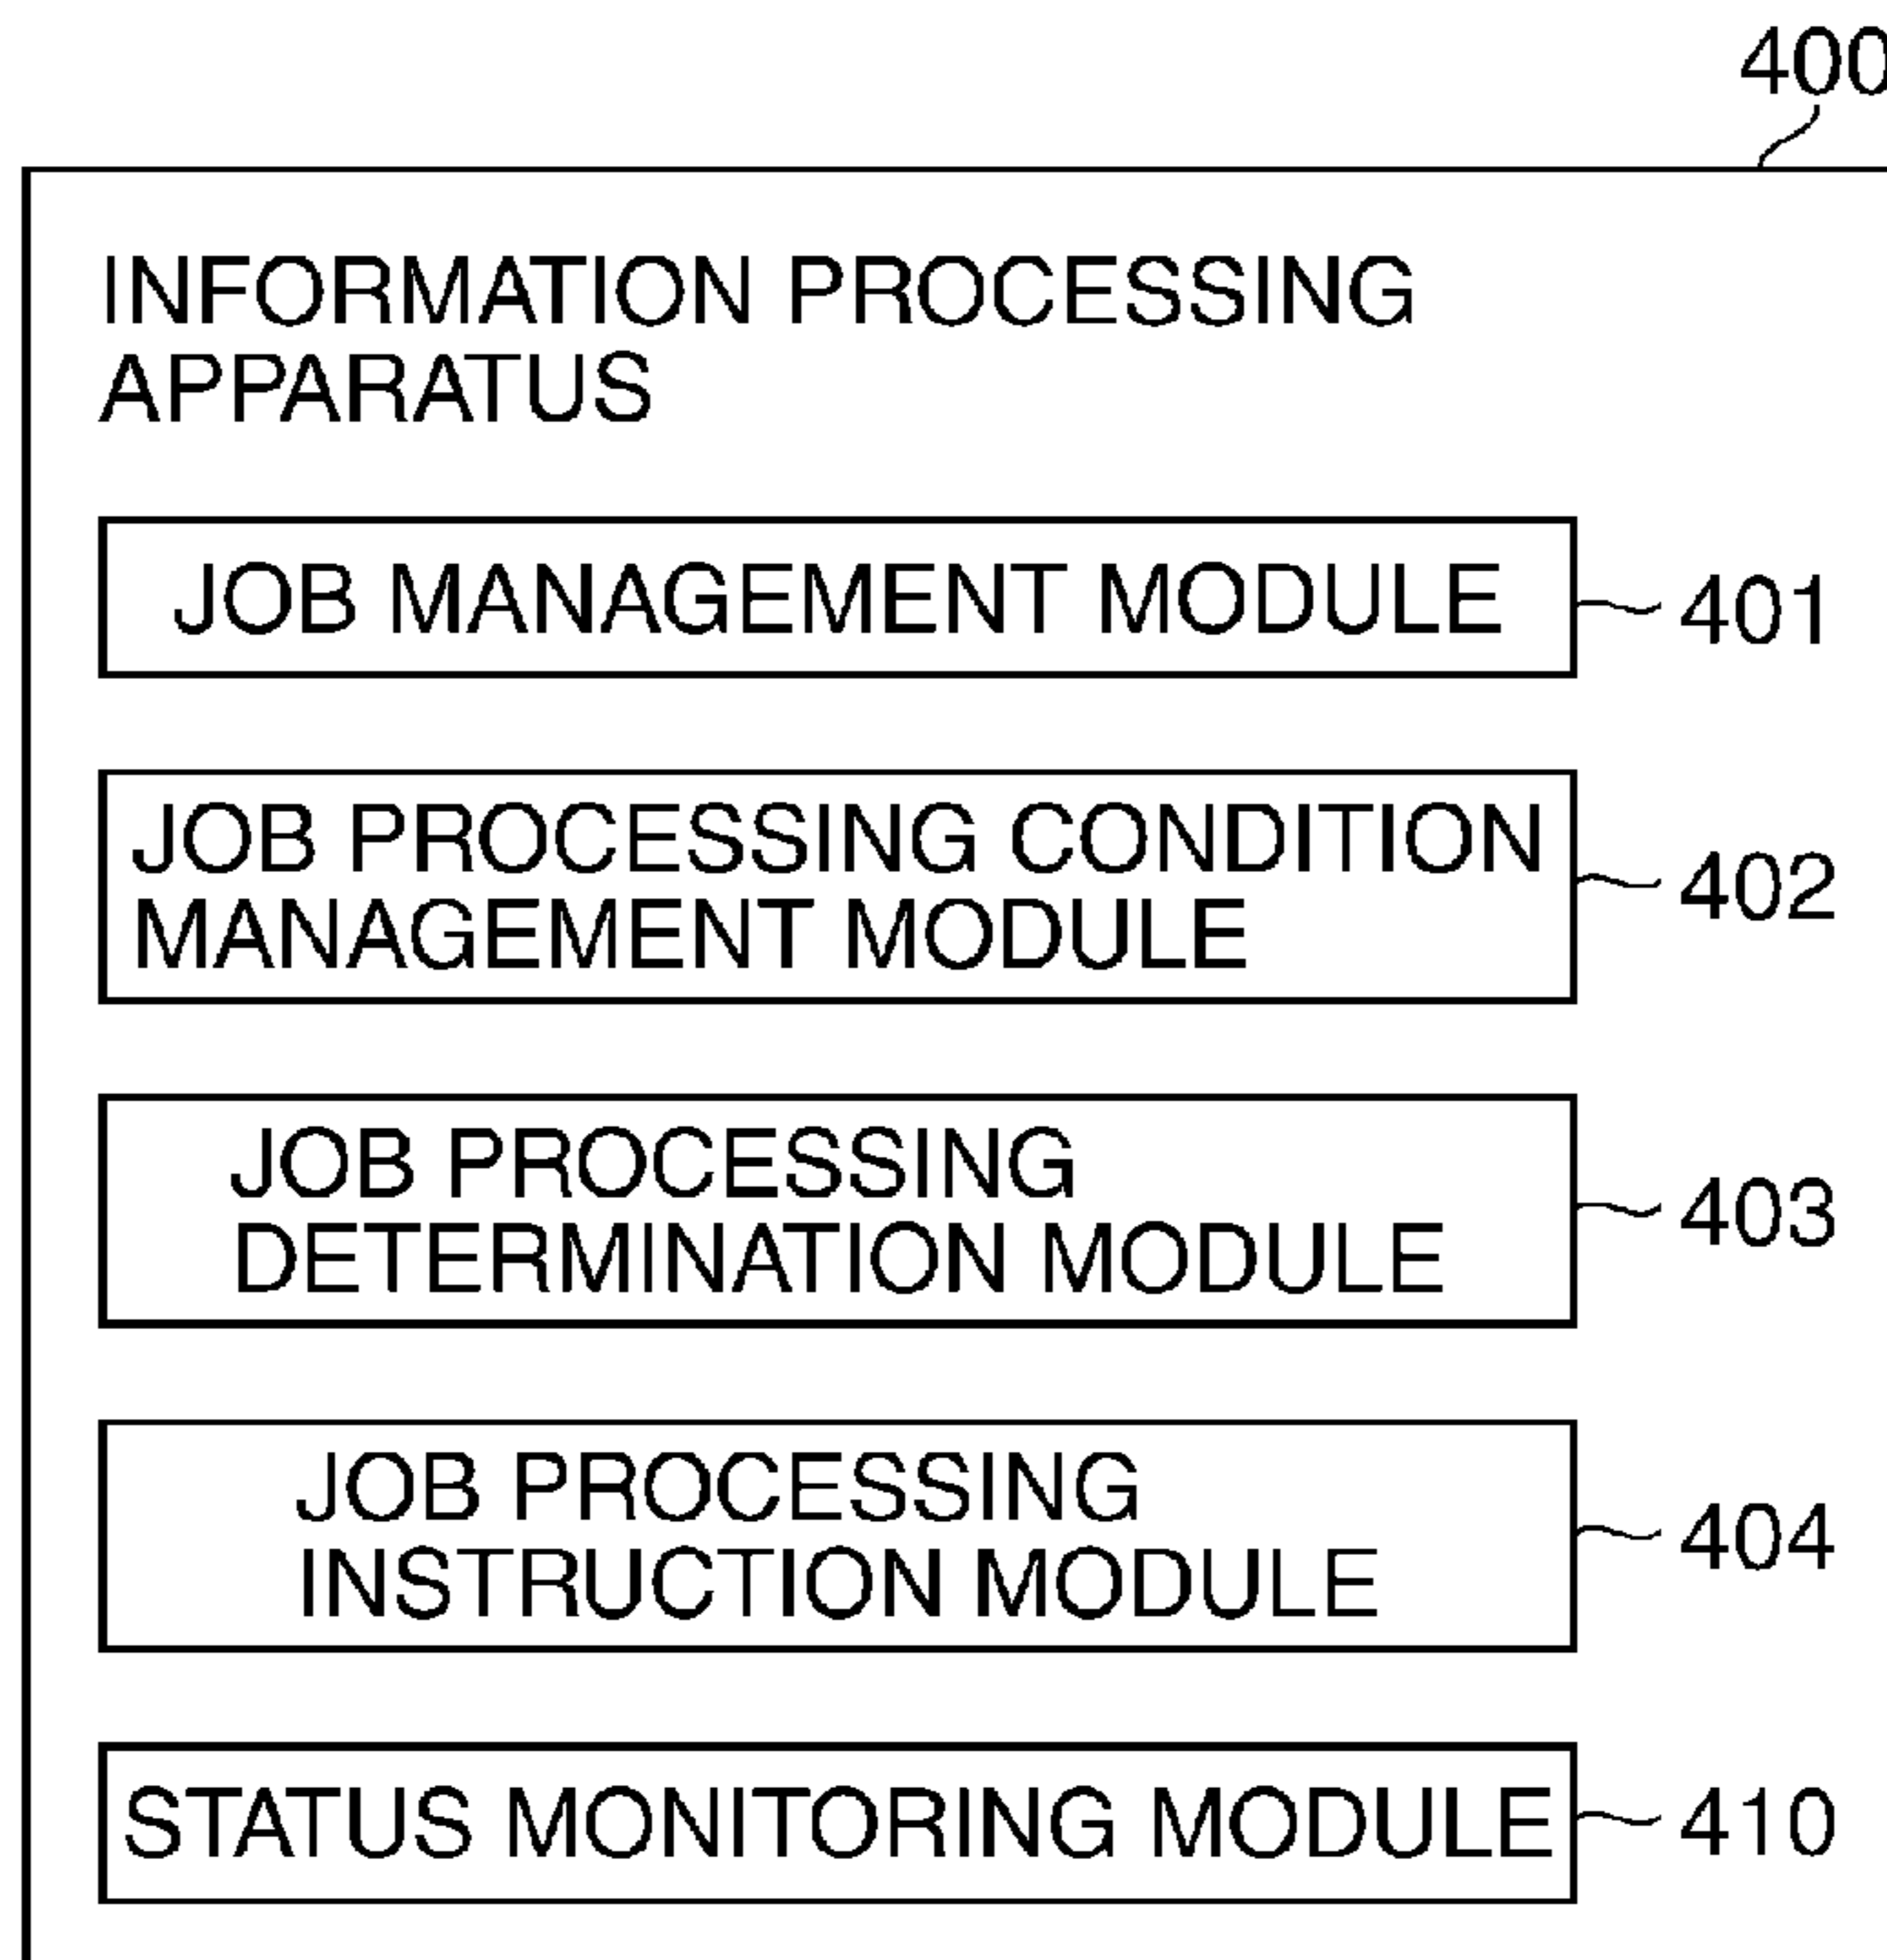 400
INFORMATION PROCESSING
APPARATUS
JOB MANAGEMENT MODULE
401
JOB PROCESSING CONDITION
MANAGEMENT MODULE
402
JOB PROCESSING
DETERMINATION MODULE
403
JOB PROCESSING
INSTRUCTION MODULE
404
STATUS MONITORING MODULE
410